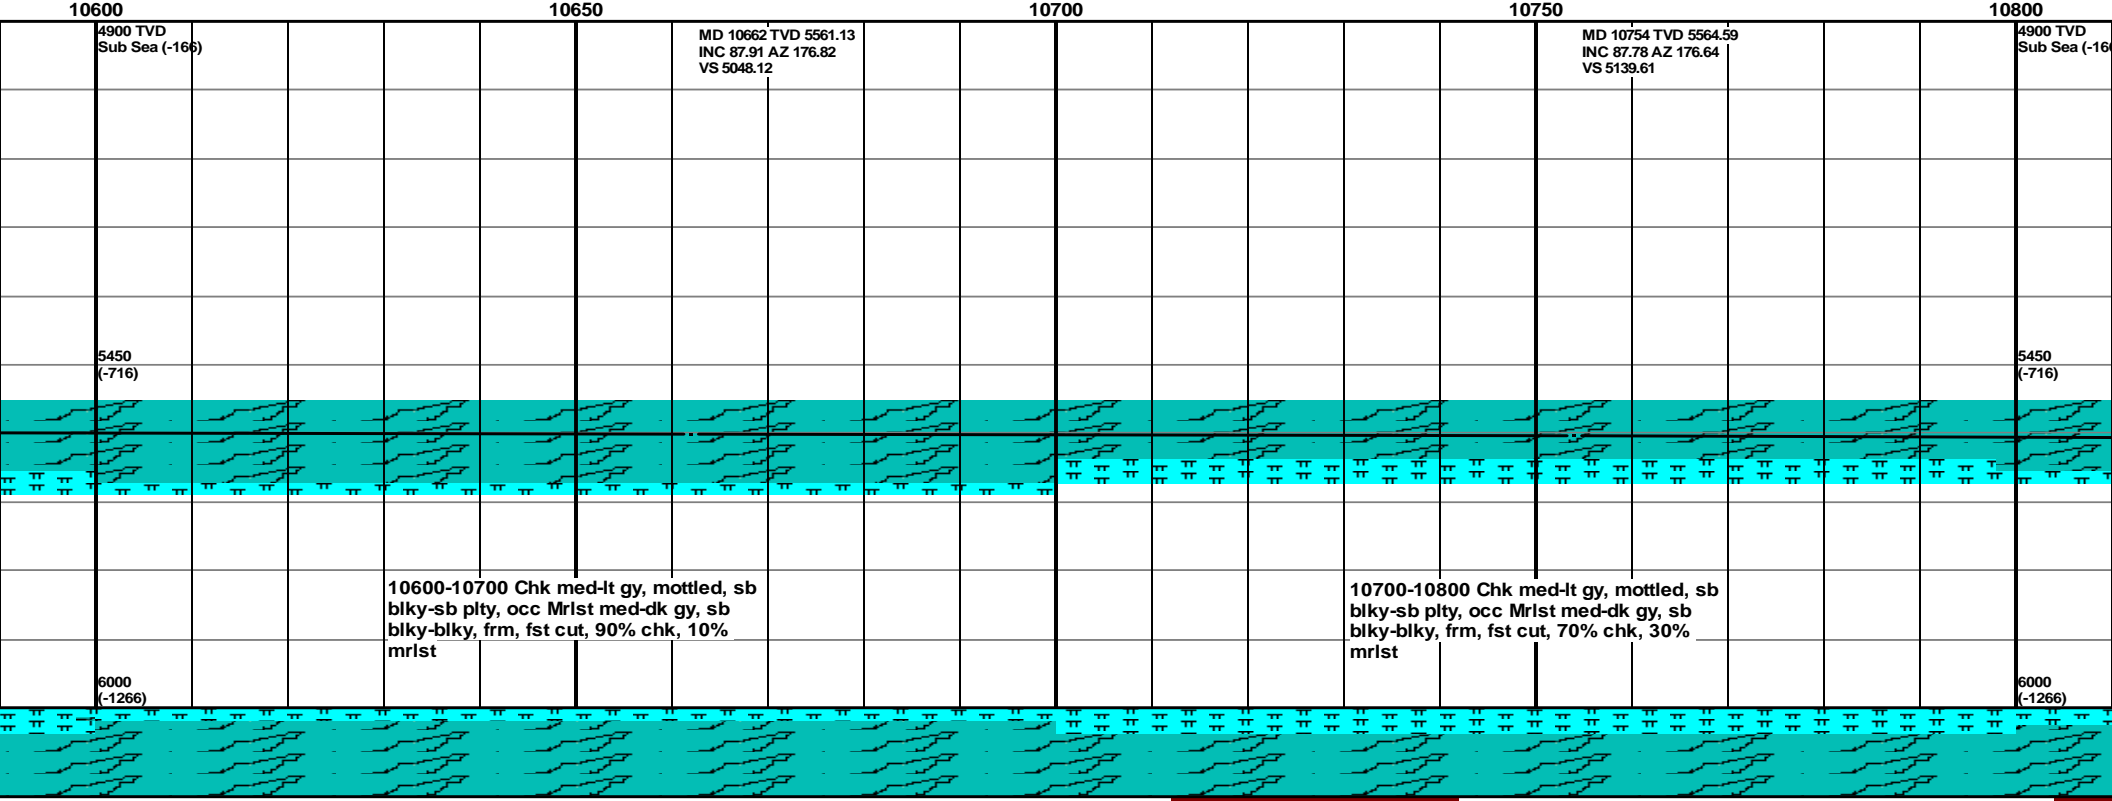 10600 10650 10700 10750 10800
4900 TVD
Sub Sea (-166)
MD 10662 TVD 5561.13
INC 87.91 AZ 176.82
VS 5048.12
MD 10754 TVD 5564.59
INC 87.78 AZ 176.64
VS 5139.61
4900 TVD
Sub Sea (-166
5450
(-716)
5450
(-716)
10600-10700 Chk med-lt gy, mottled, sb
blky-sb plty, occ Mrlst med-dk gy, sb
blky-blky, frm, fst cut, 90% chk, 10%
mrlst
10700-10800 Chk med-lt gy, mottled, sb
blky-sb plty, occ Mrlst med-dk gy, sb
blky-blky, frm, fst cut, 70% chk, 30%
mrlst
6000
(-1266)
6000
(-1266)